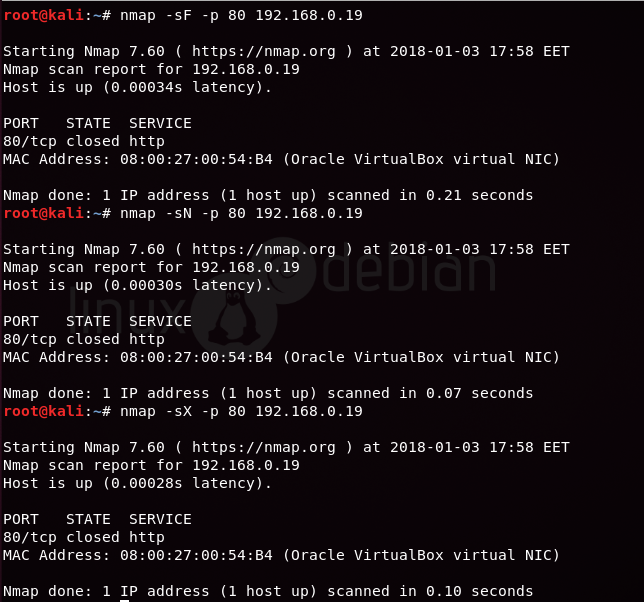 root@kali:~# nmap -sF -p 80 192.168.0.19
Starting Nmap 7.60 ( https://nmap.org ) at 2018-01-03 17:58 EET
Nmap scan report for 192.168.0.19
Host is up (0.00034s latency).
PORT   STATE  SERVICE
80/tcp closed http
MAC Address: 08:00:27:00:54:B4 (Oracle VirtualBox virtual NIC)
Nmap done: 1 IP address (1 host up) scanned in 0.21 seconds
root@kali:~# nmap -sN -p 80 192.168.0.19
Starting Nmap 7.60 ( https://nmap.org ) at 2018-01-03 17:58 EET
Nmap scan report for 192.168.0.19
Host is up (0.00030s latency).
PORT   STATE  SERVICE
80/tcp closed http
MAC Address: 08:00:27:00:54:B4 (Oracle VirtualBox virtual NIC)
Nmap done: 1 IP address (1 host up) scanned in 0.07 seconds
root@kali:~# nmap -sX -p 80 192.168.0.19
Starting Nmap 7.60 ( https://nmap.org ) at 2018-01-03 17:58 EET
Nmap scan report for 192.168.0.19
Host is up (0.00028s latency).
PORT   STATE  SERVICE
80/tcp closed http
MAC Address: 08:00:27:00:54:B4 (Oracle VirtualBox virtual NIC)
Nmap done: 1 IP address (1 host up) scanned in 0.10 seconds
linux debian